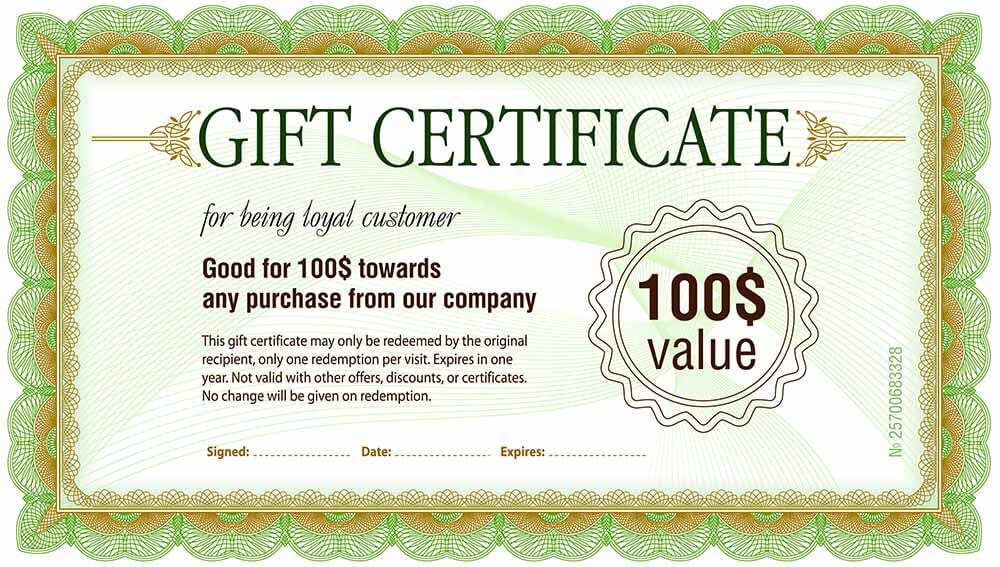 GIFT CERTIFICATE
for being loyal customer
Good for 100$ towards
any purchase from our company
This gift certificate may only be redeemed by the original
recipient, only one redemption per visit. Expires in one
year. Not valid with other offers, discounts, or certificates.
No change will be given on redemption.
100$
value
Signed: Date: Expires:
№ 25700683328